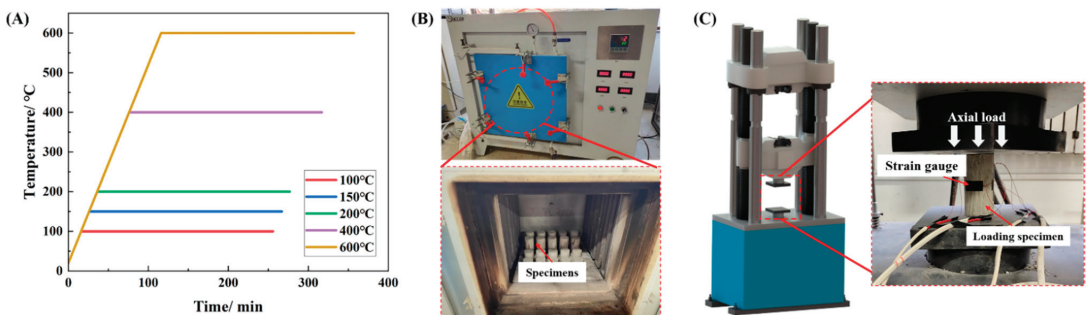 (A)
600
500
400
300
200
100
0
Temperature/ °C
0
100
200
300
400
Time/ min
100°C
150°C
200°C
400°C
600°C
(B)
Specimens
(C)
Axial load
Strain gauge
Loading specimen